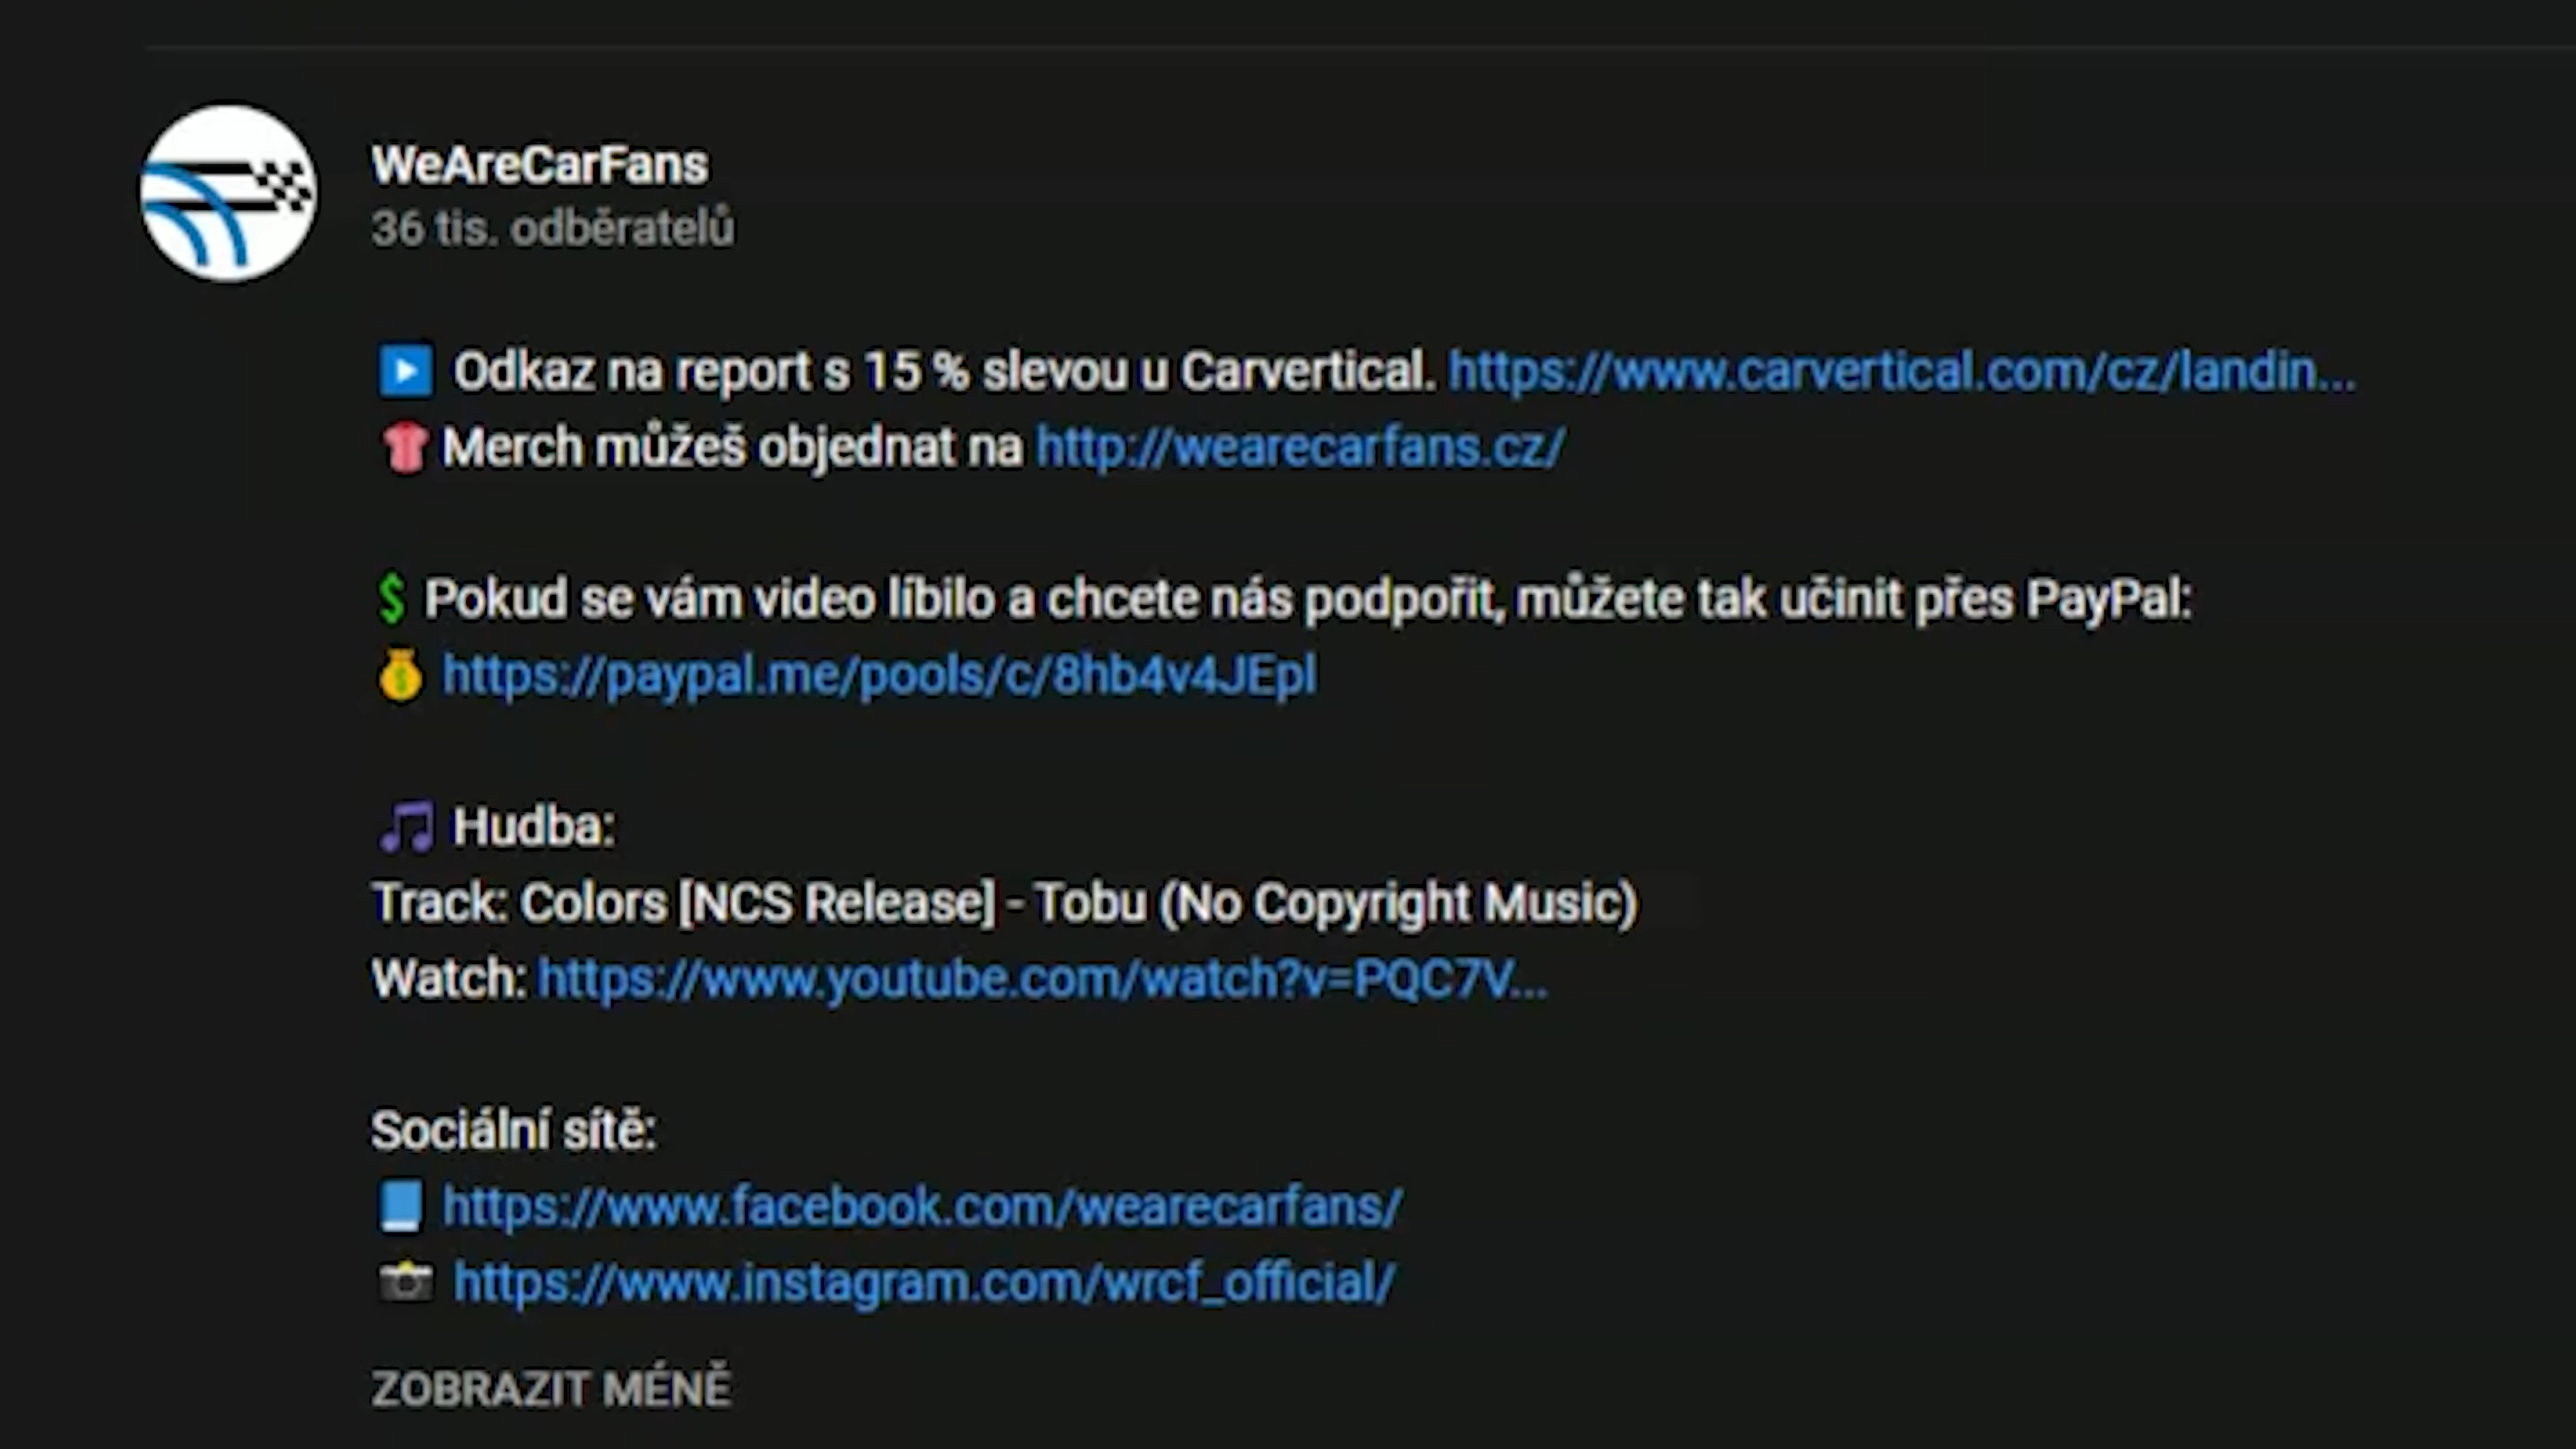 WeAreCarFans
36 tis. odběratelů
▶️ Odkaz na report s 15 % slevou u Carvertical. https://www.carvertical.com/cz/landin...
👚 Merch můžeš objednat na http://wearecarfans.cz/
💲 Pokud se vám video líbilo a chcete nás podpořit, můžete tak učinit přes PayPal:
💰 https://paypal.me/pools/c/8hb4v4JEpl
🎵 Hudba:
Track: Colors [NCS Release] - Tobu (No Copyright Music)
Watch: https://www.youtube.com/watch?v=PQC7V...
Sociální sítě:
📘 https://www.facebook.com/wearecarfans/
📸 https://www.instagram.com/wrcf_official/
ZOBRAZIT MÉNĚ